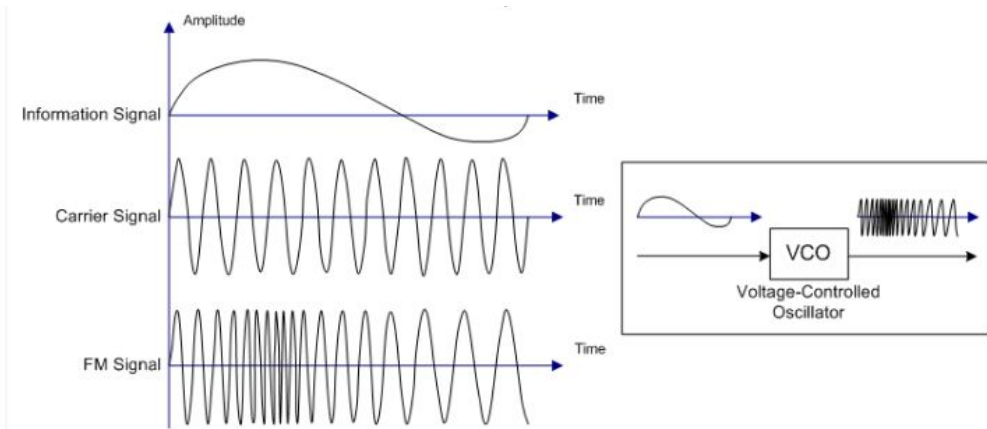 Amplitude
Information Signal
Time
Carrier Signal
Time
FM Signal
Time
VCO
Voltage-Controlled
Oscillator